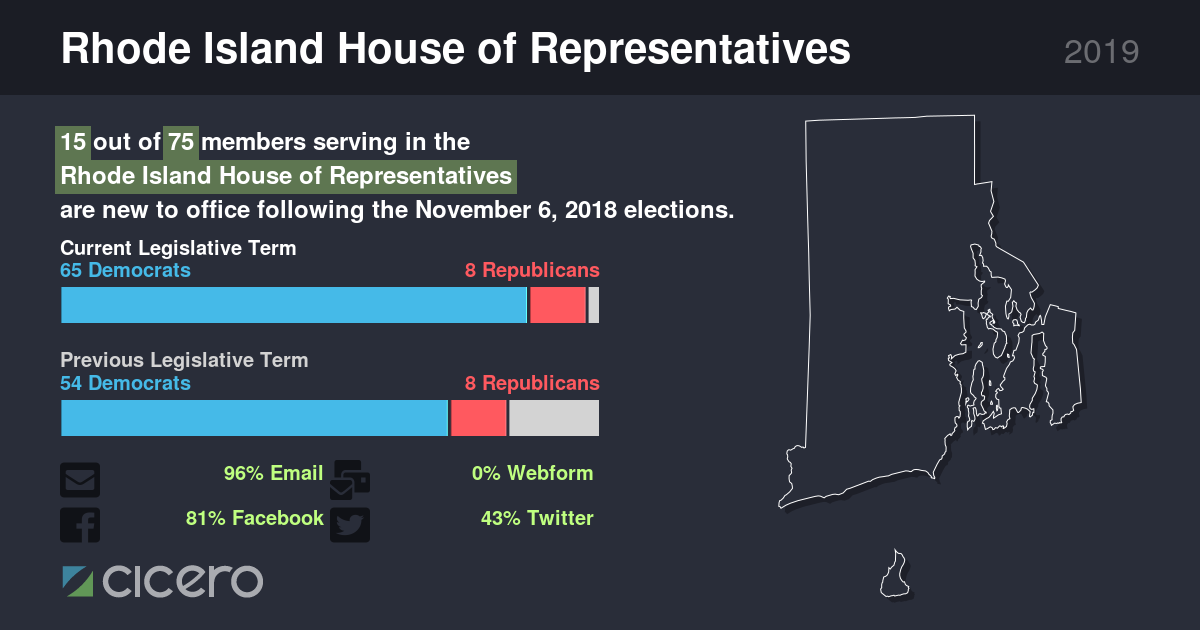 Rhode Island House of Representatives
2019
15 out of 75 members serving in the
Rhode Island House of Representatives
are new to office following the November 6, 2018 elections.
Current Legislative Term
65 Democrats 8 Republicans
Previous Legislative Term
54 Democrats 8 Republicans
96% Email 0% Webform
81% Facebook 43% Twitter
cicero